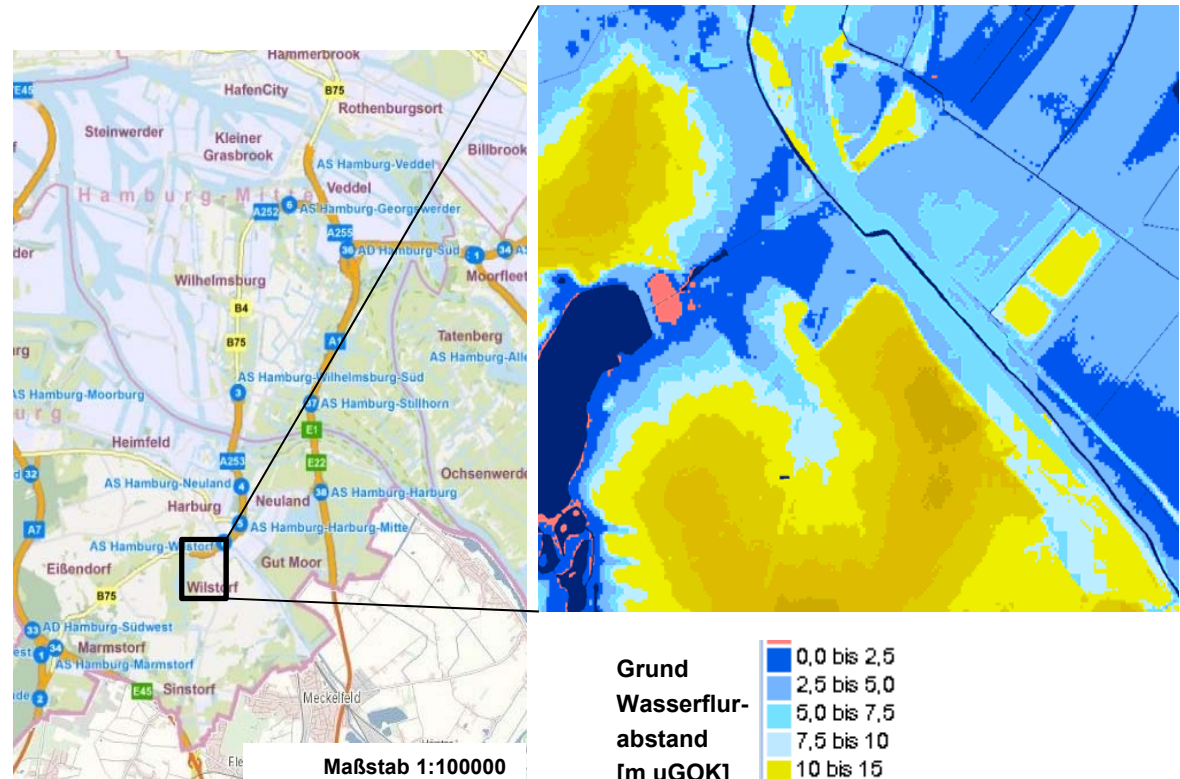 Hammerbrook
E45
HafenCity
B75
Rothenburgsort
Steinwerder
Kleiner
Grasbrook
Billbrook
AS Hamburg-Veddel
Veddel
Hamburg-Mitte
6
AS Hamburg-Georgswerder
A252
A255
36
AD Hamburg-Süd
1
34
Moorfleet
Wilhelmsburg
B4
B75
Tatenberg
A1
AS Hamburg-Alle
AS Hamburg-Wilhelmsburg-Süd
AS Hamburg-Moorburg
3
37
AS Hamburg-Stillhorn
E1
Heimfeld
A253
E22
Ochsenwerde
32
AS Hamburg-Neuland
4
Neuland
38
AS Hamburg-Harburg
A7
Harburg
5
AS Hamburg-Harburg-Mitte
AS Hamburg-Wilstorf
Gut Moor
Eißendorf
Wilstorf
B75
33
AD Hamburg-Südwest
34
Marmstorf
1
AS Hamburg-Marmstorf
2
E45
Sinstorf
Meckelfeld
Maßstab 1:100000
Grund
Wasserflur-
abstand
[m uGOK]
0,0 bis 2,5
2,5 bis 5,0
5,0 bis 7,5
7,5 bis 10
10 bis 15